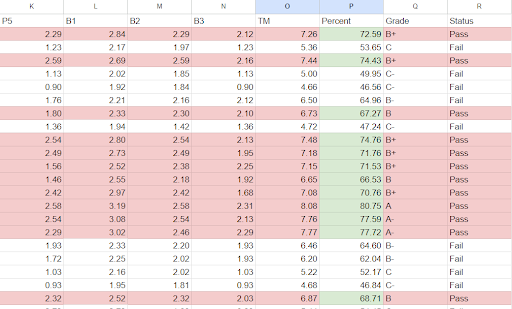 K L M N O P Q R
P5 B1 B2 B3 TM Percent Grade Status
2.29 2.84 2.29 2.12 7.26 72.59 B+ Pass
1.23 2.17 1.97 1.23 5.36 53.65 C Fail
2.59 2.69 2.59 2.16 7.44 74.43 B+ Pass
1.13 2.02 1.85 1.13 5.00 49.95 C- Fail
0.90 1.92 1.84 0.90 4.66 46.56 C- Fail
1.76 2.21 2.16 2.12 6.50 64.96 B- Fail
1.80 2.33 2.30 2.10 6.73 67.27 B Pass
1.36 1.94 1.42 1.36 4.72 47.24 C- Fail
2.54 2.80 2.54 2.13 7.48 74.76 B+ Pass
2.49 2.73 2.49 1.95 7.18 71.76 B+ Pass
1.56 2.52 2.38 2.25 7.15 71.53 B+ Pass
1.46 2.55 2.18 1.92 6.65 66.53 B Pass
2.42 2.97 2.42 1.68 7.08 70.76 B+ Pass
2.58 3.19 2.58 2.31 8.08 80.75 A Pass
2.54 3.08 2.54 2.13 7.76 77.59 A- Pass
2.29 3.02 2.46 2.29 7.77 77.72 A- Pass
1.93 2.33 2.20 1.93 6.46 64.60 B- Fail
1.72 2.25 2.02 1.93 6.20 62.04 B- Fail
1.03 2.16 2.02 1.03 5.22 52.17 C Fail
0.93 1.95 1.81 0.93 4.68 46.84 C- Fail
2.32 2.52 2.32 2.03 6.87 68.71 B Pass